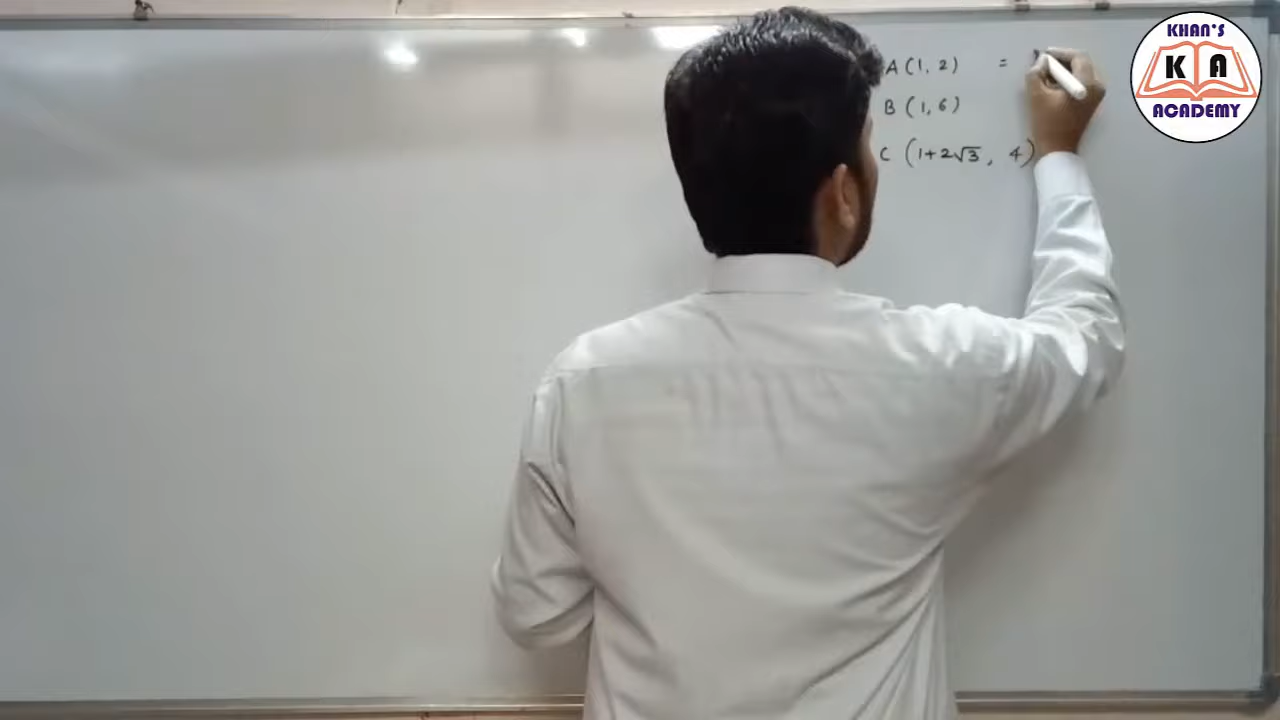 A (1, 2) =
B (1, 6)
C (1+2√3, 4)
KHAN'S
K A
ACADEMY